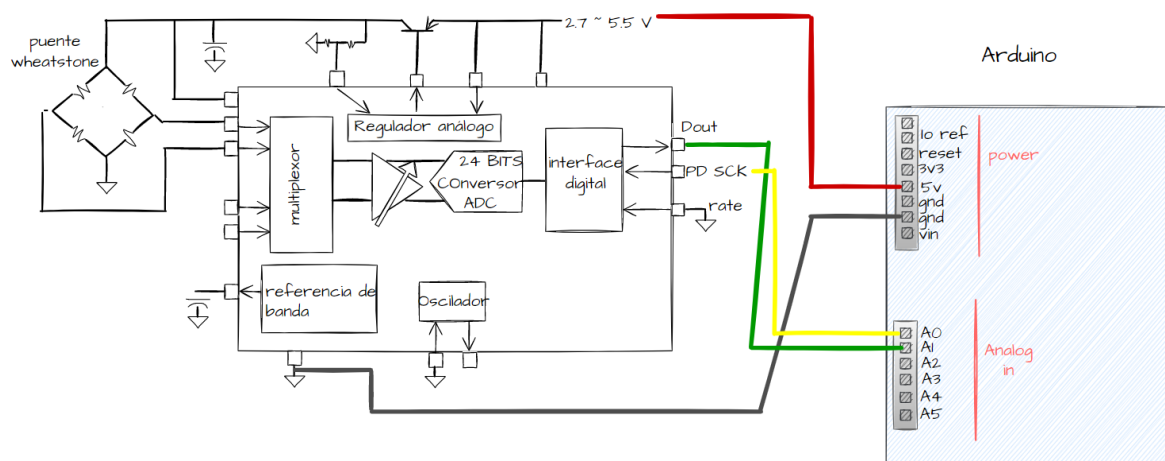 puente
wheatstone
2.7 ~ 5.5 V
Regulador análogo
multiplexor
24 BITS
COnversor
ADC
interface
digital
Dout
PD SCK
rate
referencia de
banda
Oscilador
Arduino
Io ref
reset
3v3
5v
gnd
gnd
vin
power
A0
A1
A2
A3
A4
A5
Analog
in